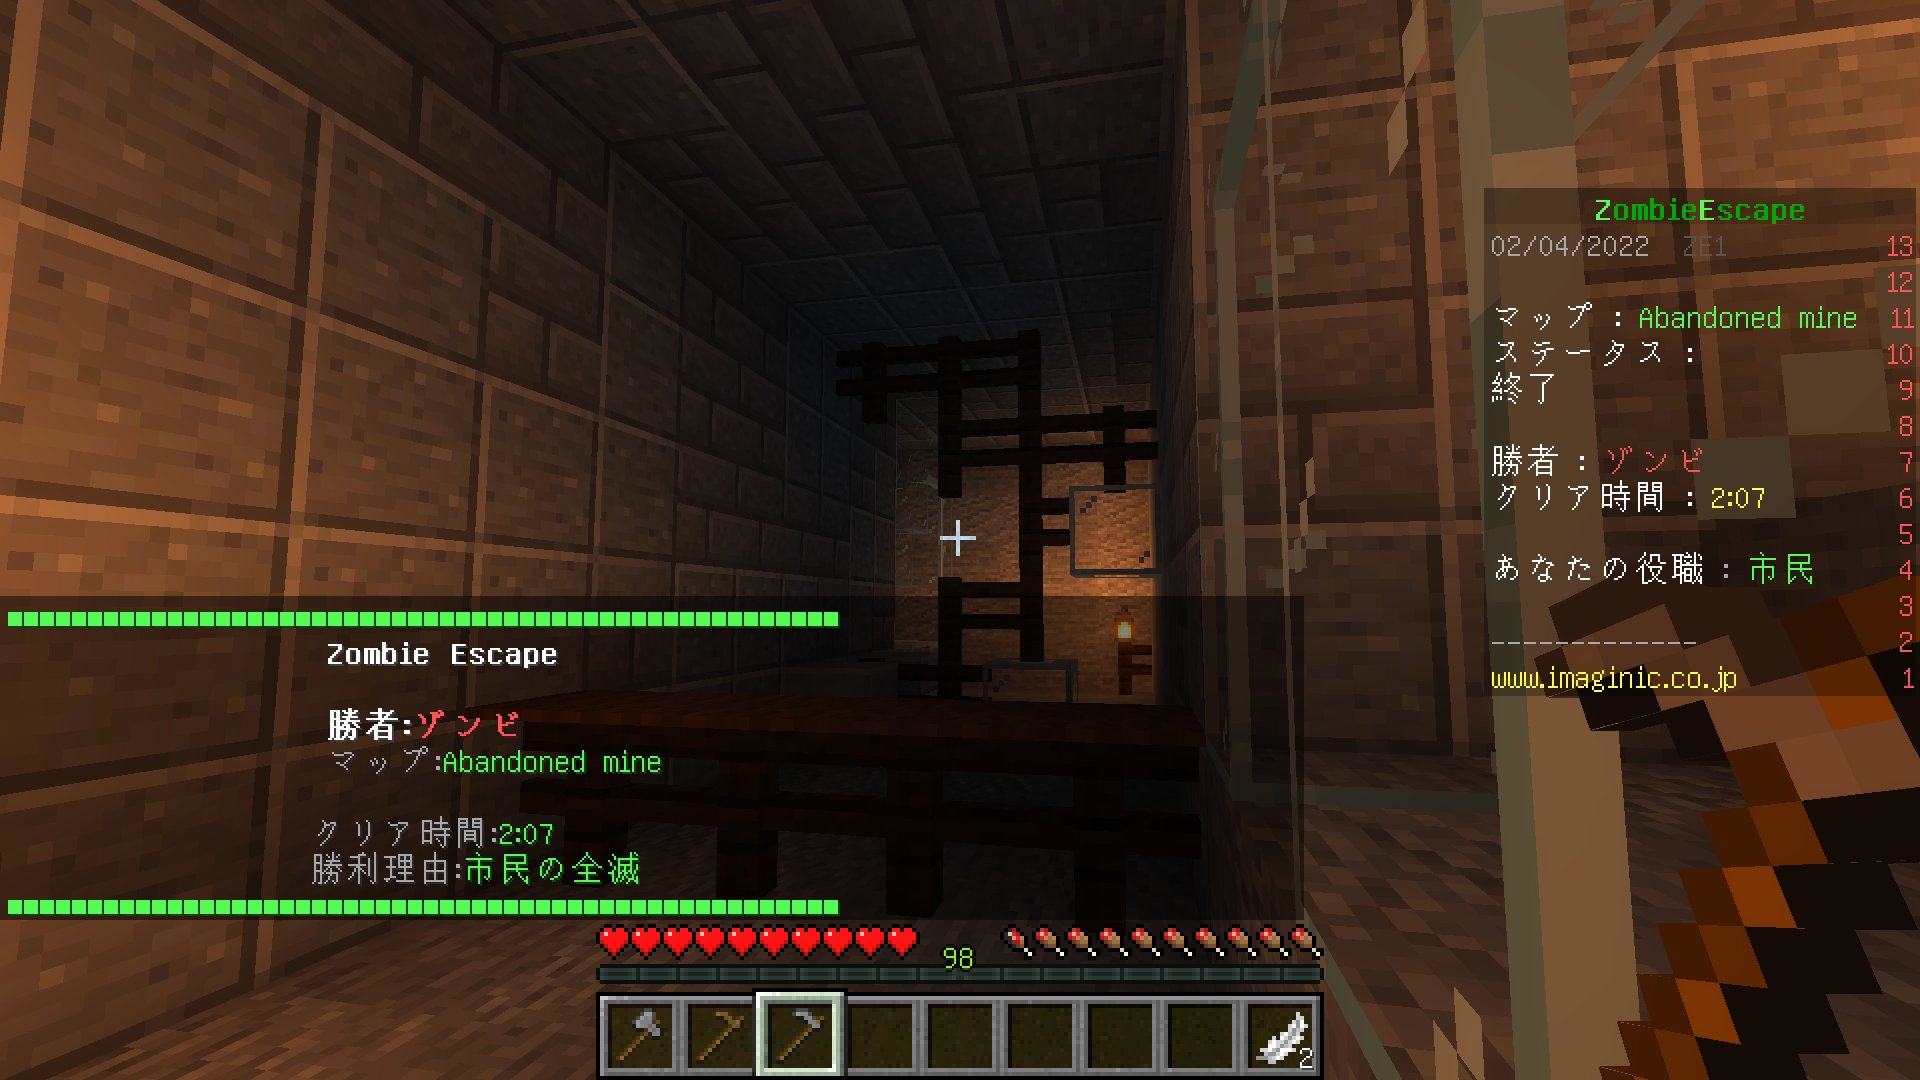 ZombieEscape
02/04/2022 ZE1 13
12
マップ : Abandoned mine 11
ステータス : 10
終了 9
8
勝者 : ゾンビ 7
クリア時間 : 2:07 6
5
あなたの役職 : 市民 4
3
-------------- 2
www.imaginic.co.jp 1
Zombie Escape
勝者:ゾンビ
マップ:Abandoned mine
クリア時間:2:07
勝利理由:市民の全滅
98
2